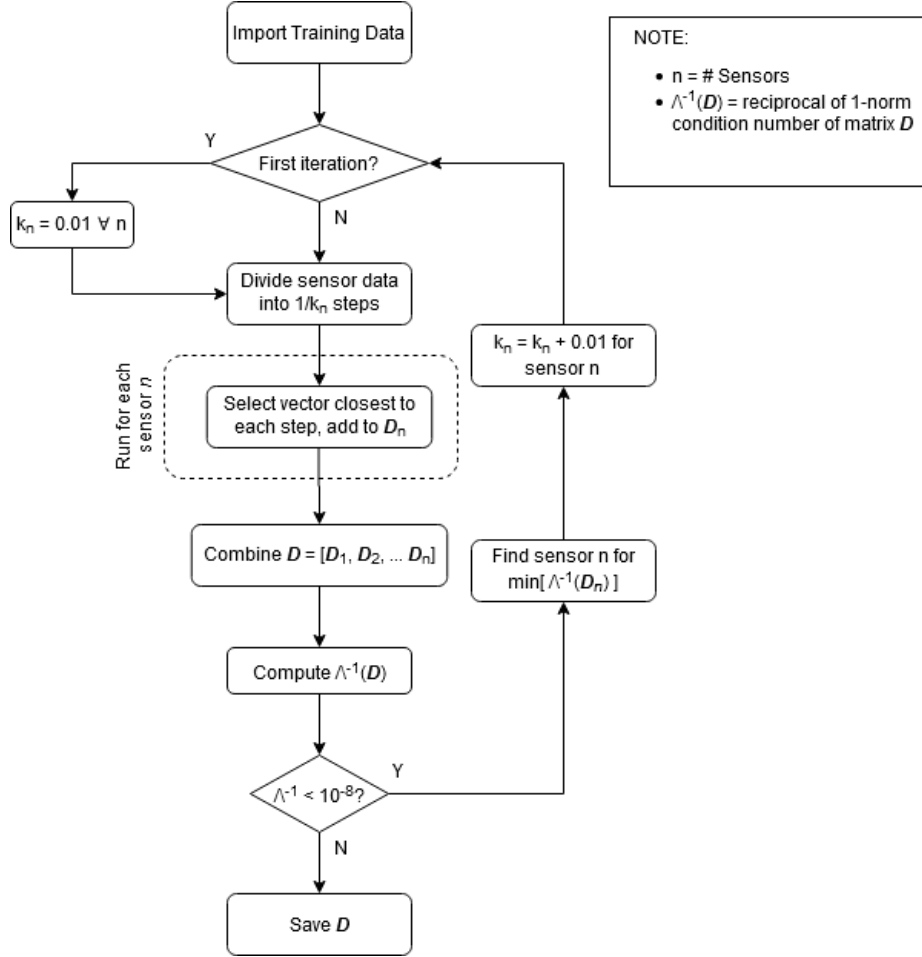 Import Training Data
NOTE:
• n = # Sensors
• Λ⁻¹(D) = reciprocal of 1-norm
condition number of matrix D
Y
First iteration?
N
kₙ = 0.01 ∀ n
Divide sensor data
into 1/kₙ steps
kₙ = kₙ + 0.01 for
sensor n
Run for each
sensor n
Select vector closest to
each step, add to Dₙ
Combine D = [D₁, D₂, ... Dₙ]
Find sensor n for
min[ Λ⁻¹(Dₙ) ]
Compute Λ⁻¹(D)
Λ⁻¹ < 10⁻⁸?
Y
N
Save D